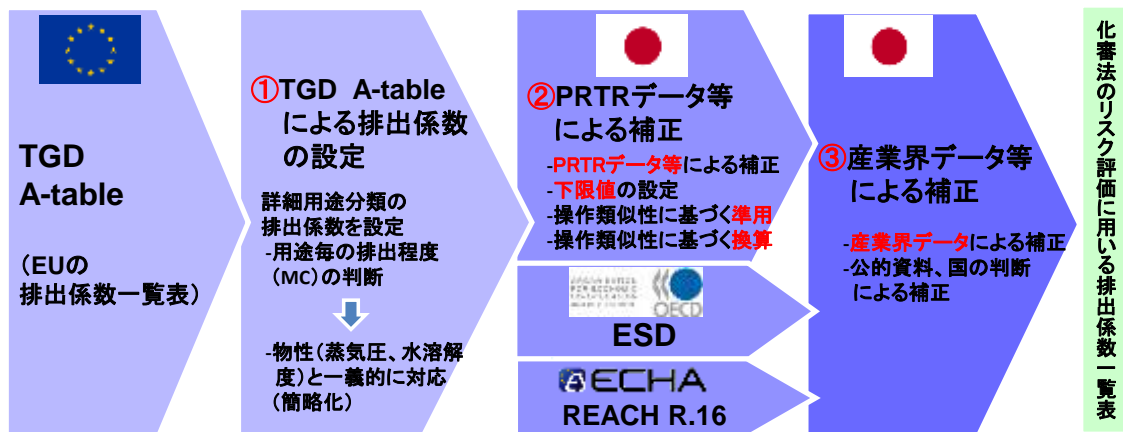 TGD
A-table
（EUの
排出係数一覧表）
①TGD A-table
による排出係数
の設定
詳細用途分類の
排出係数を設定
-用途毎の排出程度
（MC）の判断
-物性（蒸気圧、水溶解
度）と一義的に対応
（簡略化）
②PRTRデータ等
による補正
-PRTRデータ等による補正
-下限値の設定
-操作類似性に基づく準用
-操作類似性に基づく換算
OECD
ESD
ECHA
REACH R.16
③産業界データ等
による補正
-産業界データによる補正
-公的資料、国の判断
による補正
化審法のリスク評価に用いる排出係数一覧表